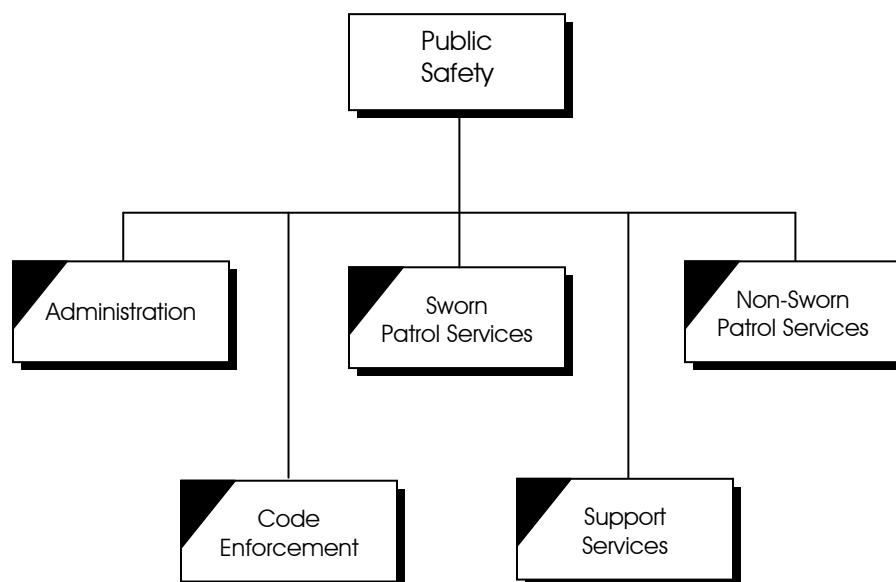 Public
Safety
Administration
Sworn
Patrol Services
Non-Sworn
Patrol Services
Code
Enforcement
Support
Services